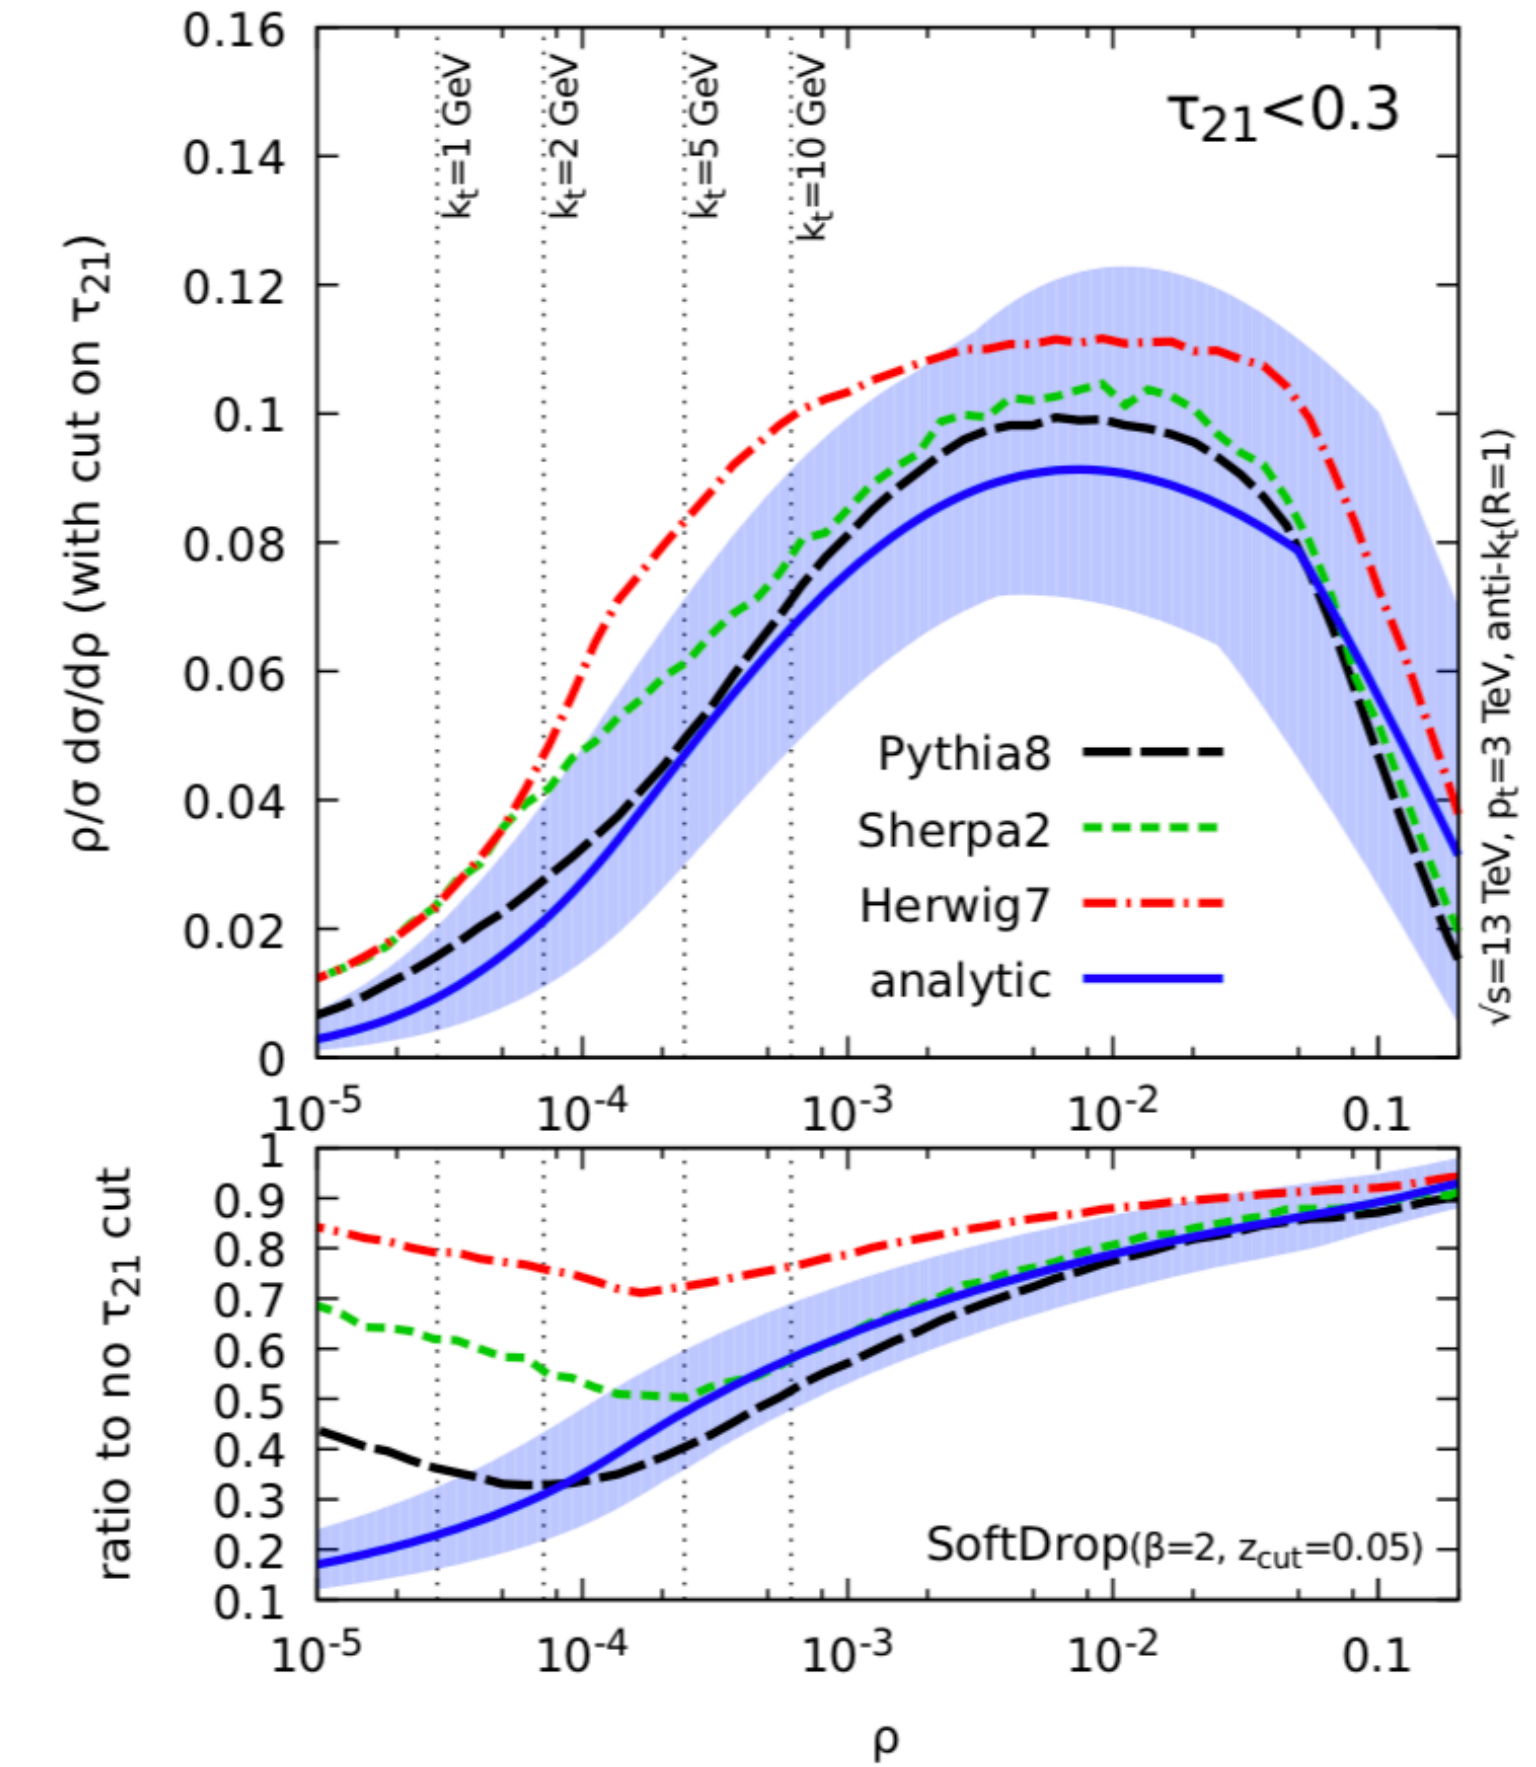 0.16
0.14
0.12
0.1
0.08
0.06
0.04
0.02
0
ρ/σ dσ/dρ (with cut on τ₂₁)
kₜ=1 GeV
kₜ=2 GeV
kₜ=5 GeV
kₜ=10 GeV
τ₂₁<0.3
Pythia8
Sherpa2
Herwig7
analytic
√s=13 TeV, pₜ=3 TeV, anti-kₜ(R=1)
10⁻⁵ 10⁻⁴ 10⁻³ 10⁻² 0.1
1
0.9
0.8
0.7
0.6
0.5
0.4
0.3
0.2
0.1
ratio to no τ₂₁ cut
SoftDrop(β=2, z_cut=0.05)
10⁻⁵ 10⁻⁴ 10⁻³ 10⁻² 0.1
ρ